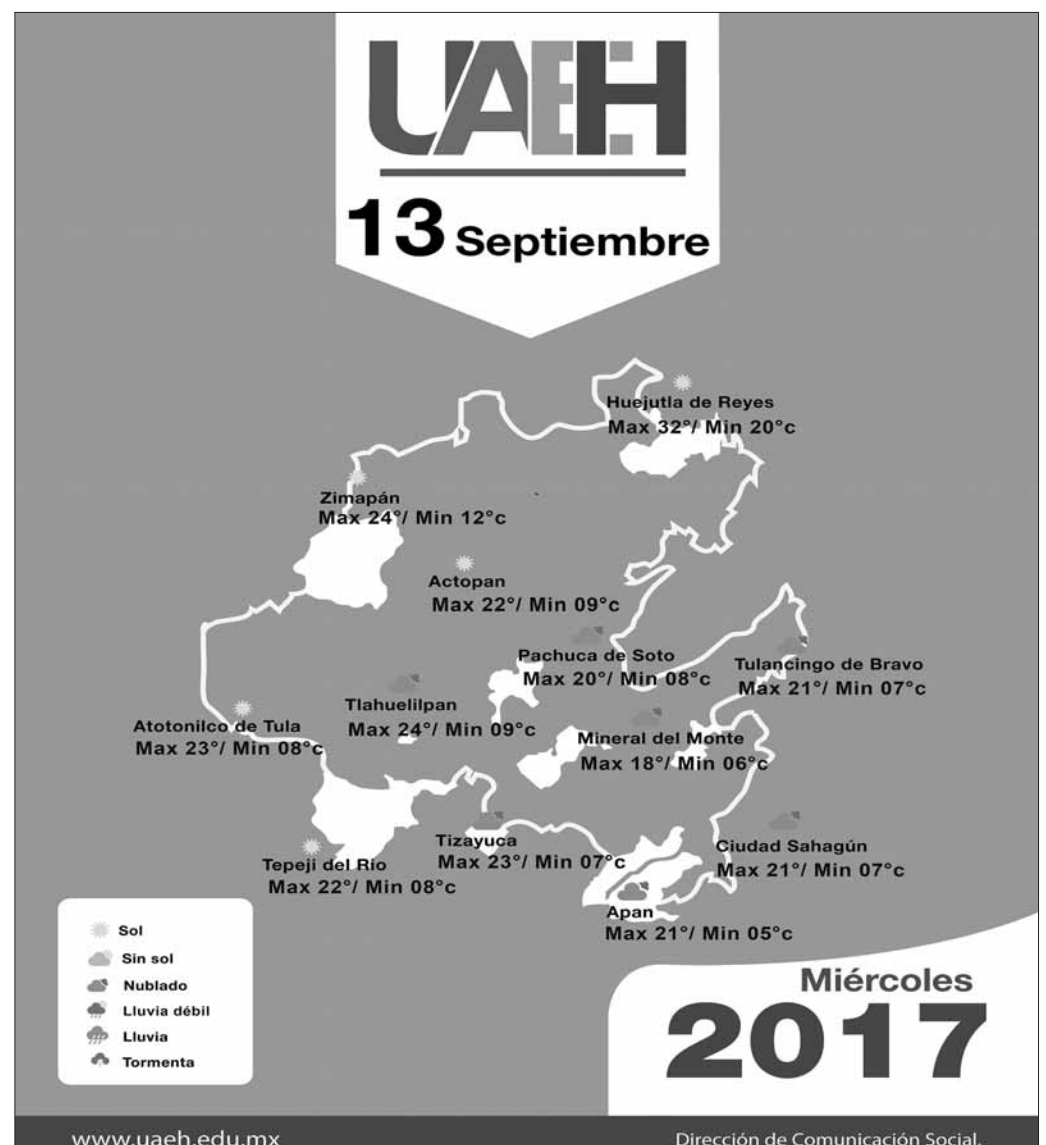 UAEH
13 Septiembre
Huejutla de Reyes
Max 32°/ Min 20°c
Zimapán
Max 24°/ Min 12°c
Actopan
Max 22°/ Min 09°c
Pachuca de Soto
Max 20°/ Min 08°c
Tulancingo de Bravo
Max 21°/ Min 07°c
Tlahuelilpan
Max 24°/ Min 09°c
Atotonilco de Tula
Max 23°/ Min 08°c
Mineral del Monte
Max 18°/ Min 06°c
Tizayuca
Max 23°/ Min 07°c
Ciudad Sahagún
Max 21°/ Min 07°c
Tepeji del Rio
Max 22°/ Min 08°c
Apan
Max 21°/ Min 05°c
Sol
Sin sol
Nublado
Lluvia débil
Lluvia
Tormenta
Miércoles
2017
www.uaeh.edu.mx
Dirección de Comunicación Social.